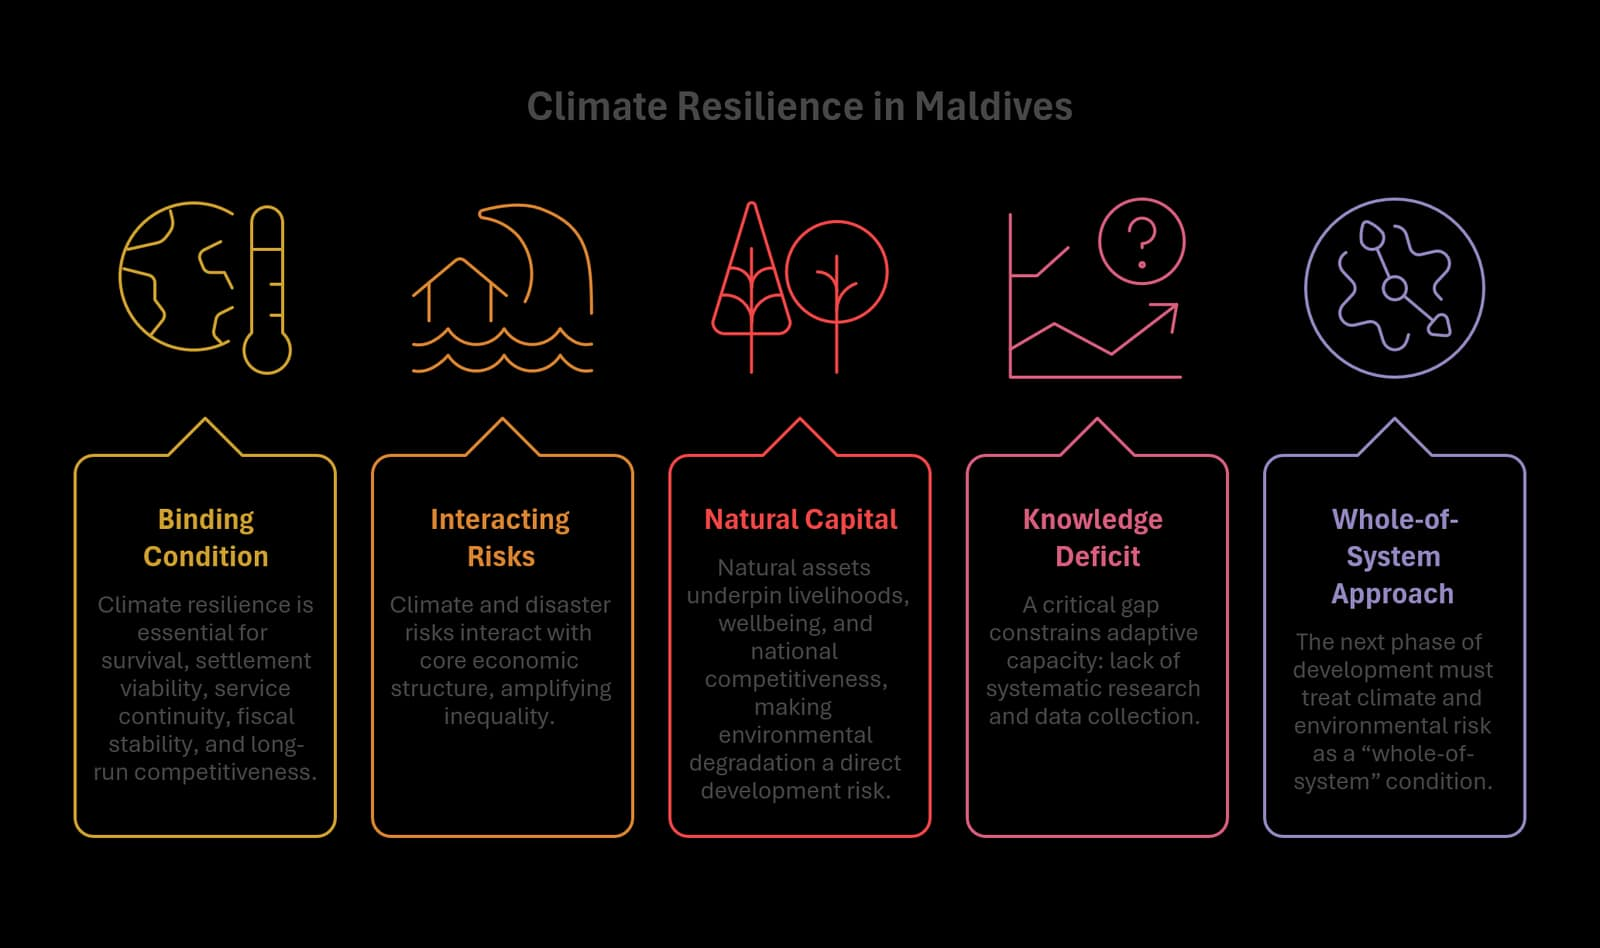 Climate Resilience in Maldives
Binding
Condition
Climate resilience is
essential for
survival, settlement
viability, service
continuity, fiscal
stability, and long-
run competitiveness.
Interacting
Risks
Climate and disaster
risks interact with
core economic
structure, amplifying
inequality.
Natural Capital
Natural assets
underpin livelihoods,
wellbeing, and
national
competitiveness,
making
environmental
degradation a direct
development risk.
Knowledge
Deficit
A critical gap
constrains adaptive
capacity: lack of
systematic research
and data collection.
Whole-of-
System
Approach
The next phase of
development must
treat climate and
environmental risk
as a “whole-of-
system” condition.